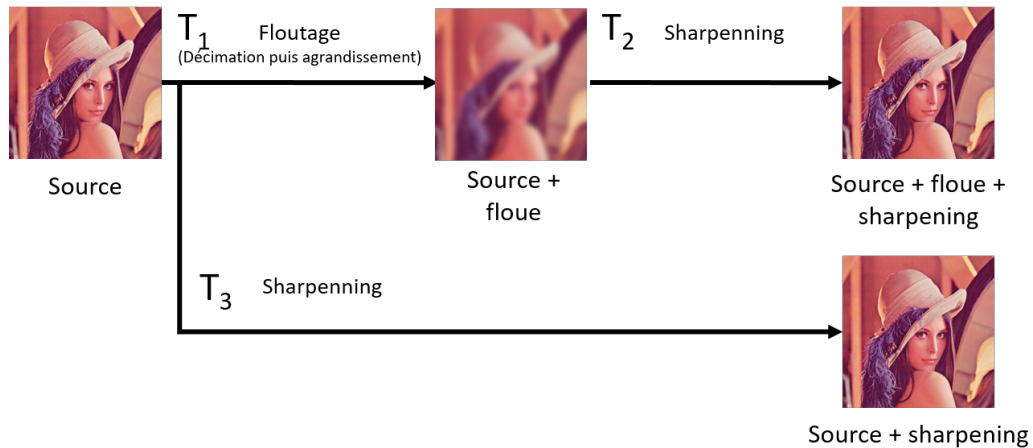 T1 Floutage
(Décimation puis agrandissement)
T2 Sharpenning
Source
Source +
floue
Source + floue +
sharpening
T3 Sharpenning
Source + sharpening